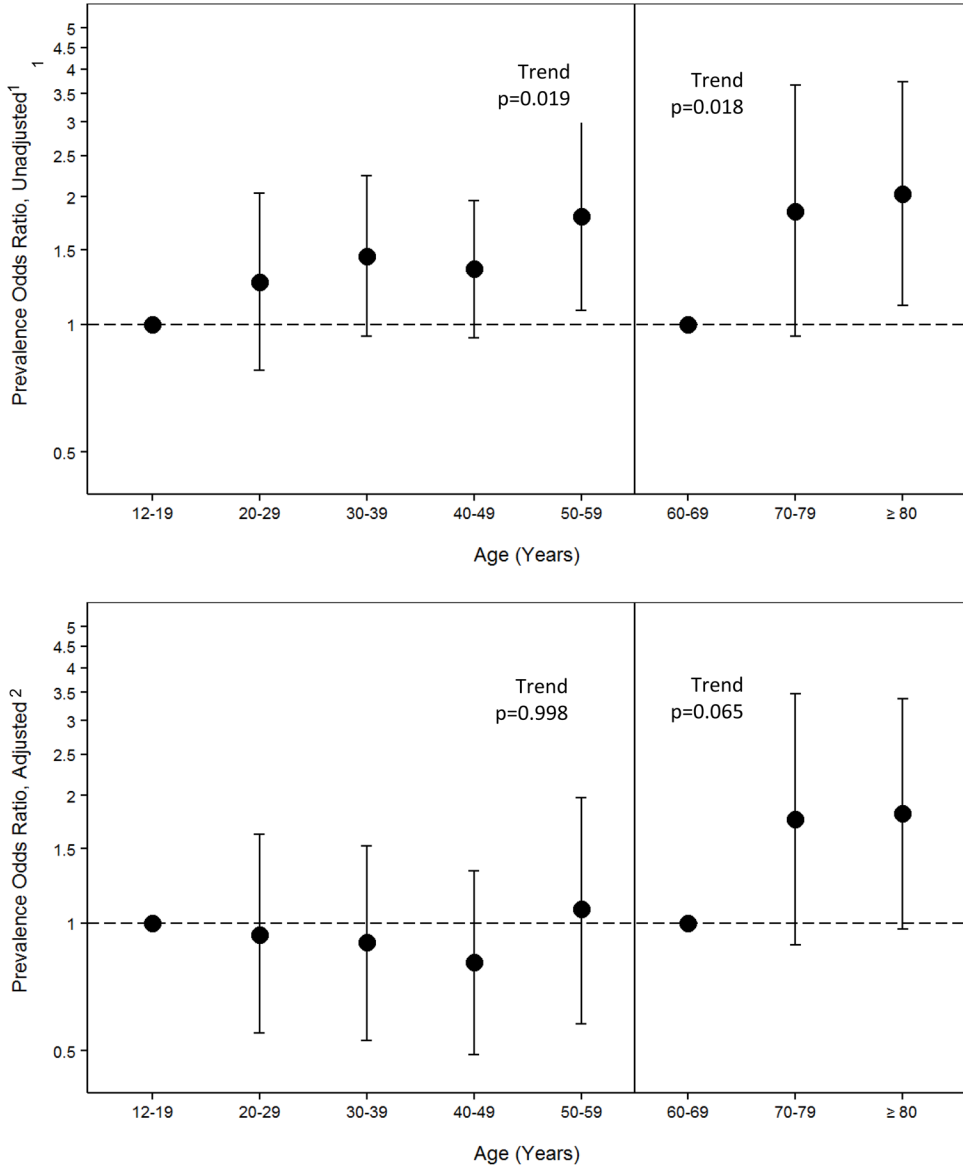 Prevalence Odds Ratio, Unadjusted1
1
5
4.5
4
3.5
3
2.5
2
1.5
1
0.5
Trend
p=0.019
Trend
p=0.018
12-19 20-29 30-39 40-49 50-59 60-69 70-79 ≥ 80
Age (Years)
Prevalence Odds Ratio, Adjusted 2
5
4.5
4
3.5
3
2.5
2
1.5
1
0.5
Trend
p=0.998
Trend
p=0.065
12-19 20-29 30-39 40-49 50-59 60-69 70-79 ≥ 80
Age (Years)